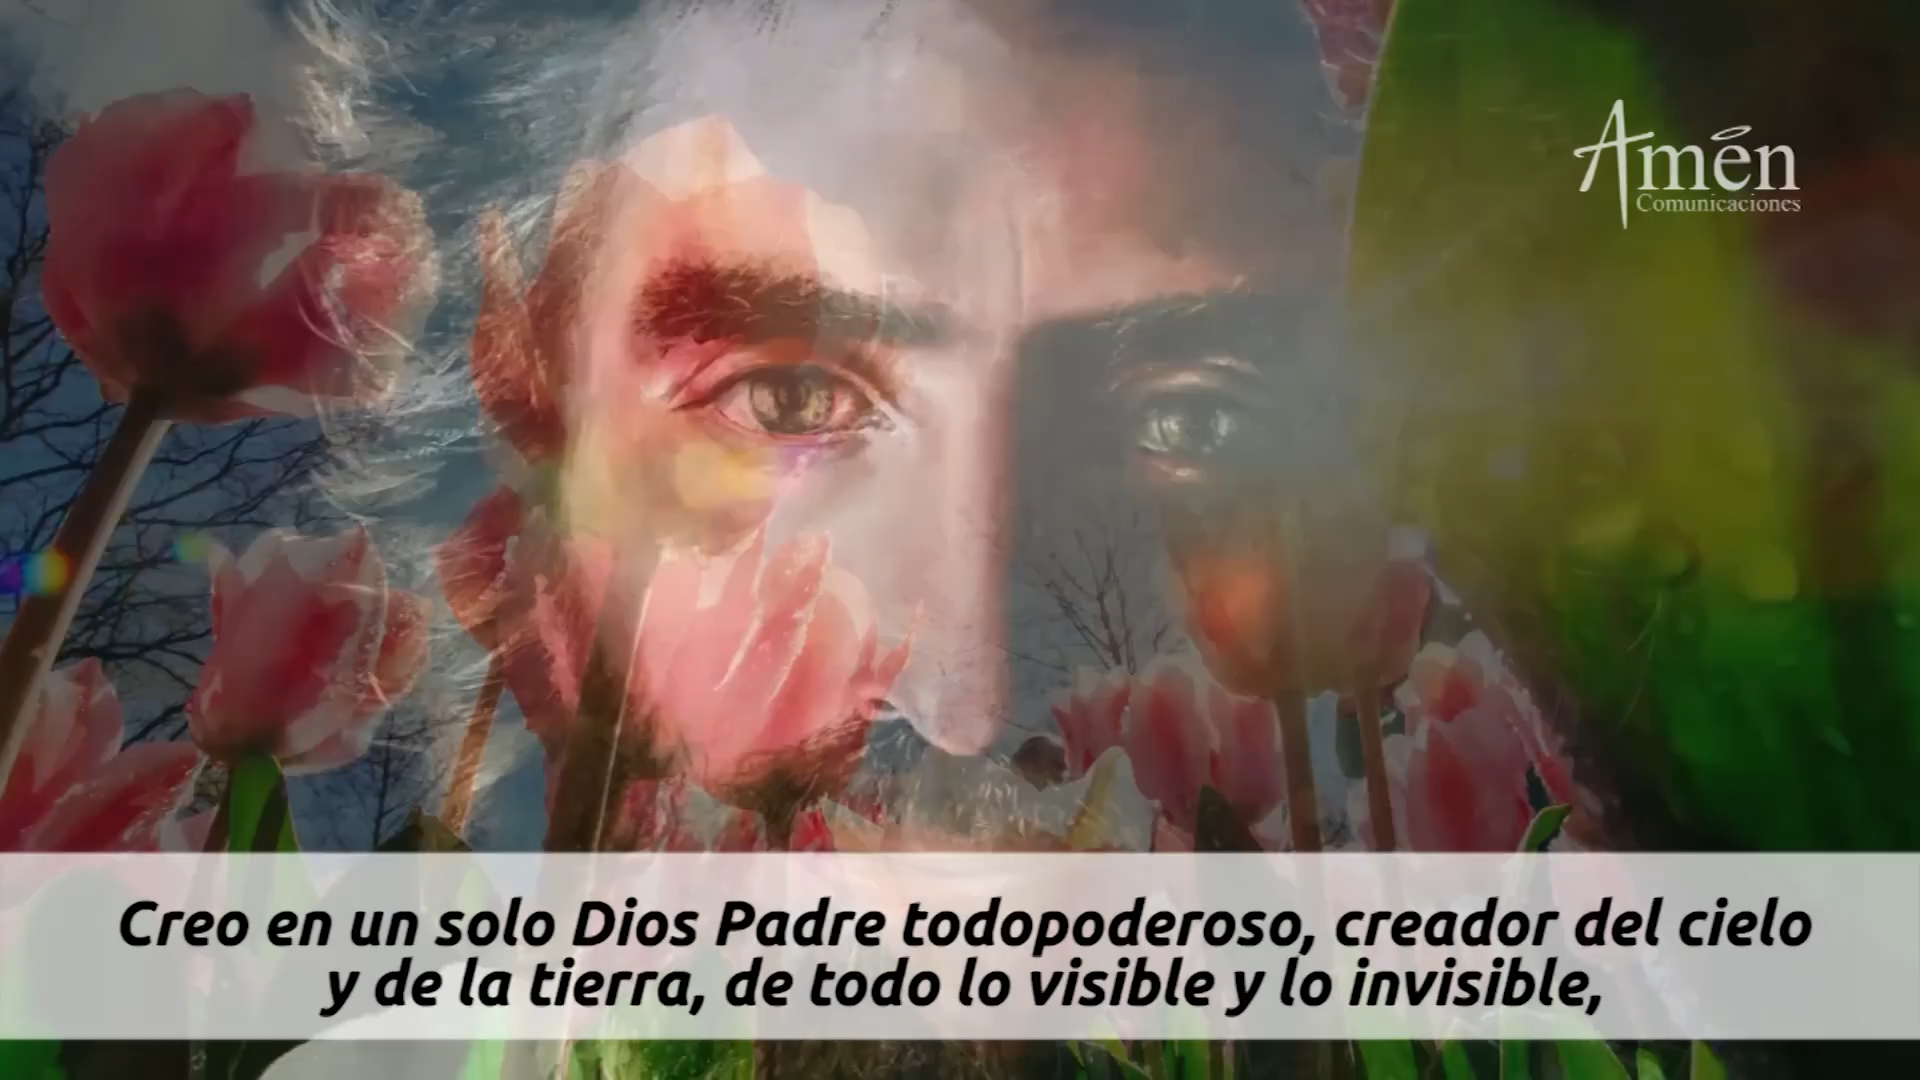 Amén
Comunicaciones
Creo en un solo Dios Padre todopoderoso, creador del cielo
y de la tierra, de todo lo visible y lo invisible,